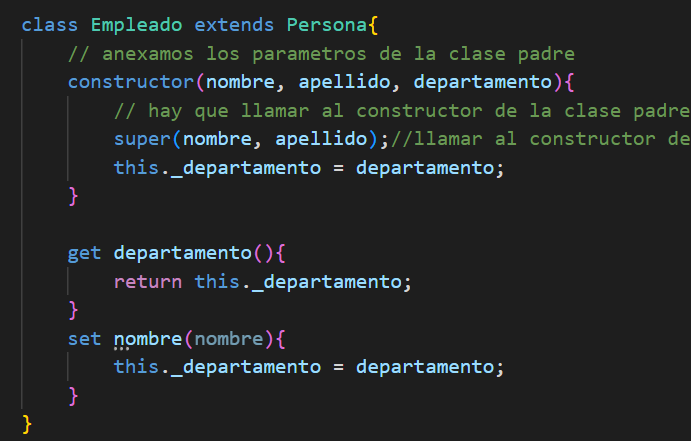 class Empleado extends Persona{
// anexamos los parametros de la clase padre
constructor(nombre, apellido, departamento){
// hay que llamar al constructor de la clase padre
super(nombre, apellido);//llamar al constructor de
this._departamento = departamento;
}
get departamento(){
return this._departamento;
}
set nombre(nombre){
this._departamento = departamento;
}
}